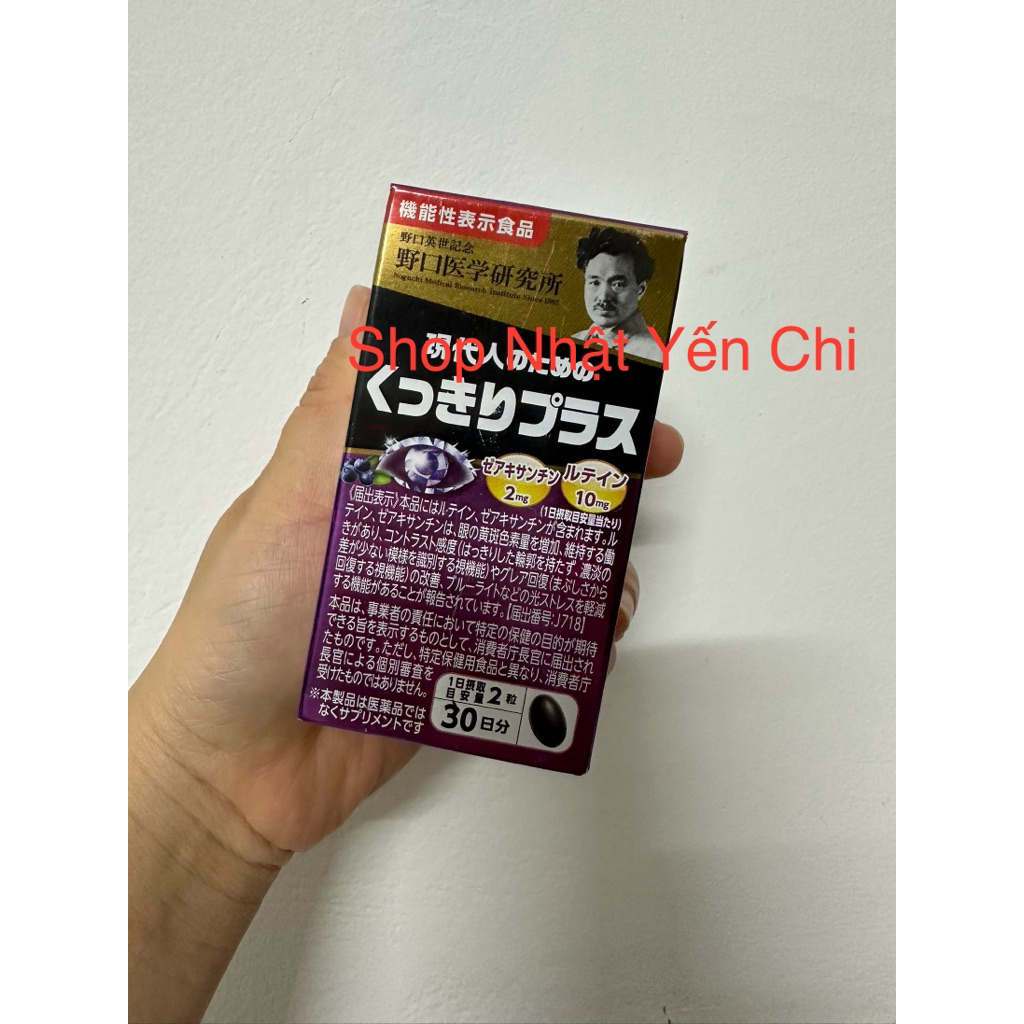 機能性表示食品
野口英世記念
野口医学研究所
Noguchi Medical Research Institute Since 1983
Shop Nhật Yến Chi
現代人のための
くっきりプラス
ゼアキサンチン
2mg
ルテイン
10mg
(1日摂取目安量当たり)
《届出表示》本品にはルテイン、ゼアキサンチンが含まれます。ル
テイン、ゼアキサンチンは、眼の黄斑色素量を増加、維持する働
きがあり、コントラスト感度(はっきりした輪郭を持たず、濃淡の
差が少ない模様を識別する視機能)やグレア回復(まぶしさから
回復する視機能)の改善、ブルーライトなどの光ストレスを軽減
する機能があることが報告されています。【届出番号:J718】
本品は、事業者の責任において特定の保健の目的が期待
できる旨を表示するものとして、消費者庁長官に届出され
たものです。ただし、特定保健用食品と異なり、消費者庁
長官による個別審査を
受けたものではありません。
※本製品は医薬品では
なくサプリメントです
1日摂取
目安量2粒
30日分